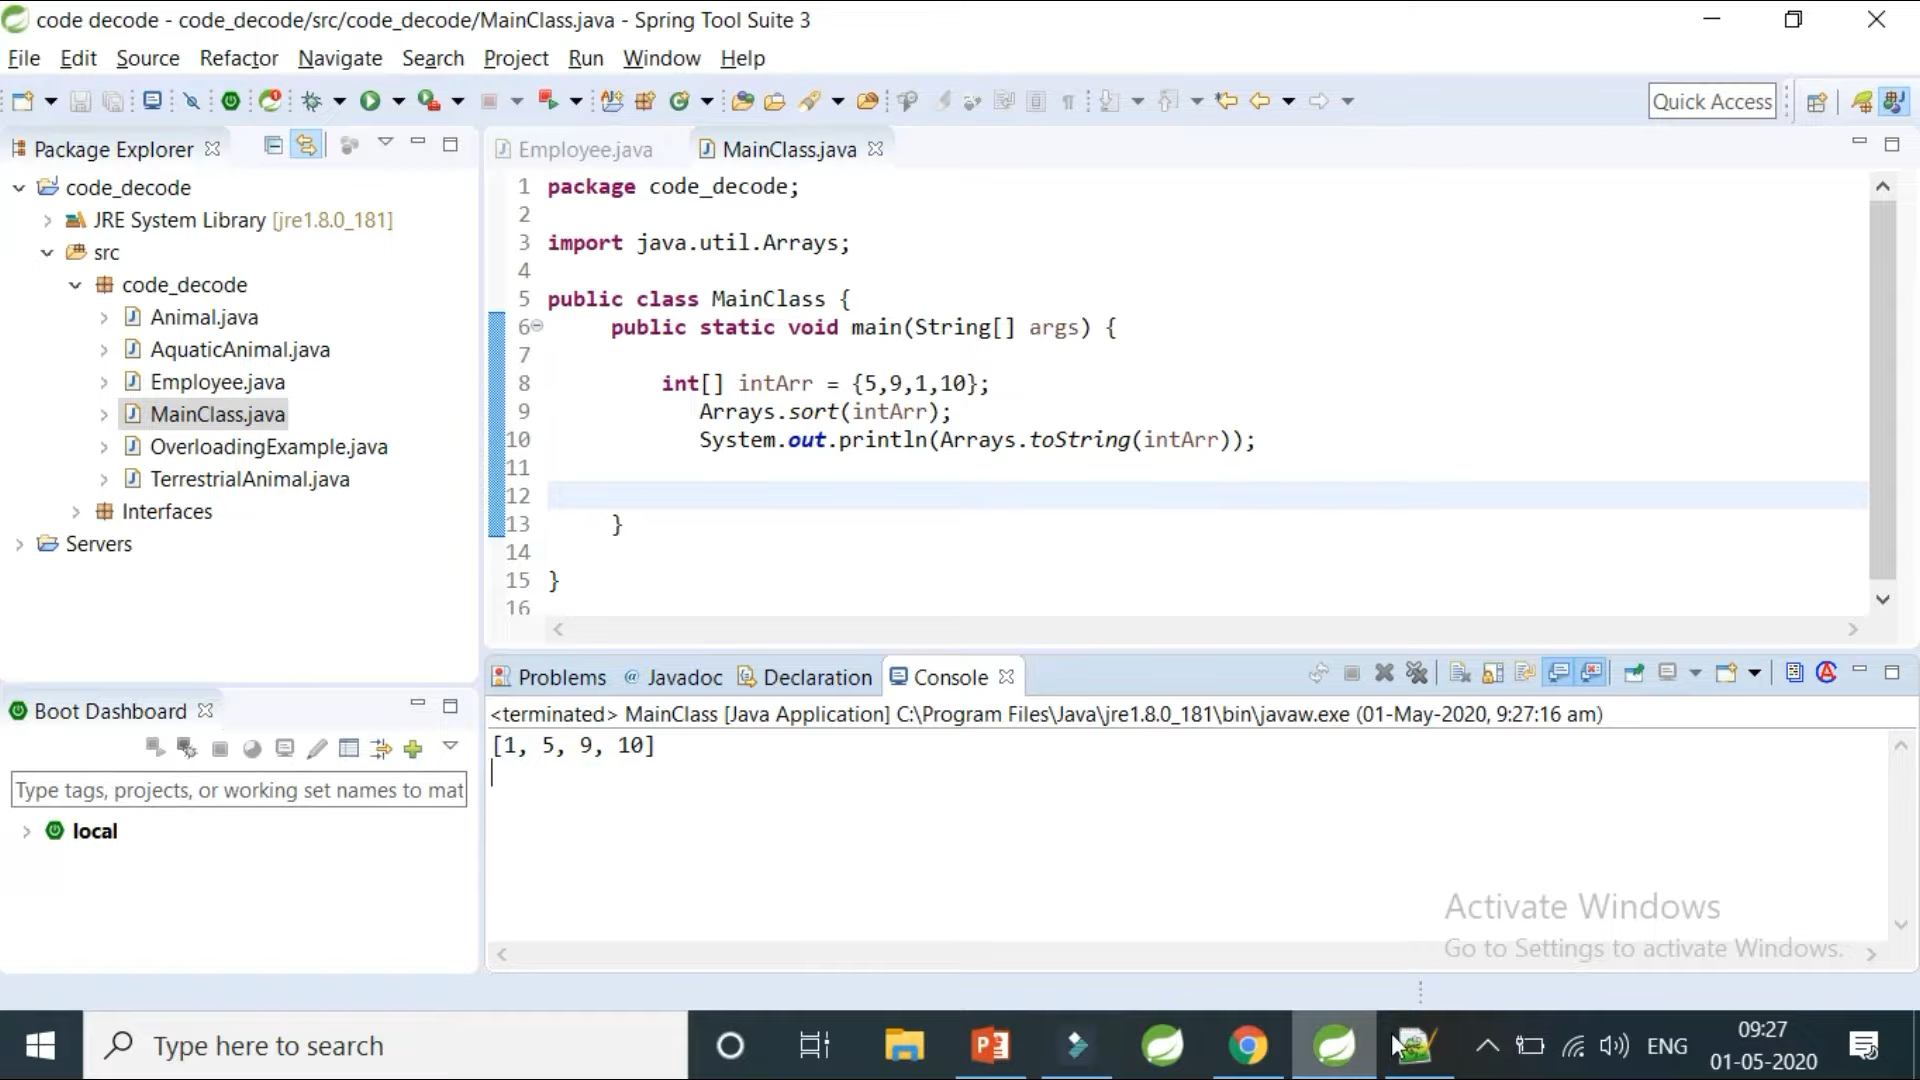 code decode - code_decode/src/code_decode/MainClass.java - Spring Tool Suite 3
File Edit Source Refactor Navigate Search Project Run Window Help
Quick Access
Package Explorer
code_decode
JRE System Library [jre1.8.0_181]
src
code_decode
Animal.java
AquaticAnimal.java
Employee.java
MainClass.java
OverloadingExample.java
TerrestrialAnimal.java
Interfaces
Servers
Employee.java MainClass.java
1 package code_decode;
2
3 import java.util.Arrays;
4
5 public class MainClass {
6 public static void main(String[] args) {
7
8 int[] intArr = {5,9,1,10};
9 Arrays.sort(intArr);
10 System.out.println(Arrays.toString(intArr));
11
12
13 }
14
15 }
16
Boot Dashboard
Type tags, projects, or working set names to mat
local
Problems @ Javadoc Declaration Console
<terminated> MainClass [Java Application] C:\Program Files\Java\jre1.8.0_181\bin\javaw.exe (01-May-2020, 9:27:16 am)
[1, 5, 9, 10]
Activate Windows
Go to Settings to activate Windows.
Type here to search
ENG
09:27
01-05-2020